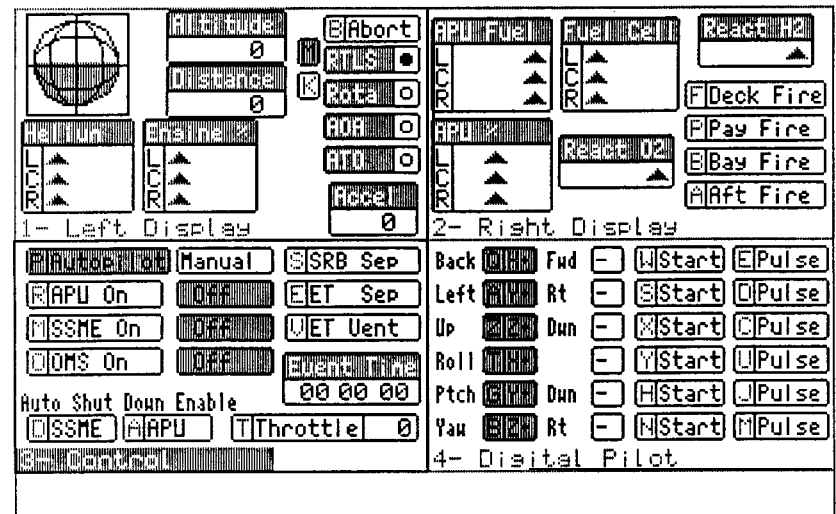 Altitude
0
Distance
0
M
K
B Abort
RTLS
Rota
AOA
ATO
Accel
0
Helium
L
C
R
Engine %
L
C
R
1- Left Display
APU Fuel
L
C
R
Fuel Cell
L
C
R
React H2
APU %
L
C
R
React O2
F Deck Fire
P Pay Fire
B Bay Fire
A Aft Fire
2- Right Display
P Autopilot Manual S SRB Sep
R APU On Off E ET Sep
M SSME On Off V ET Vent
O OMS On Off
Event Time
00 00 00
Auto Shut Down Enable
SSME A APU T Throttle 0
3- Control
Back Fwd - W Start E Pulse
Left Rt - S Start D Pulse
Up Z Z+ Dwn - X Start C Pulse
Roll - Y Start U Pulse
Ptch G Y+ Dwn - H Start J Pulse
Yaw B Z+ Rt - N Start M Pulse
4- Digital Pilot